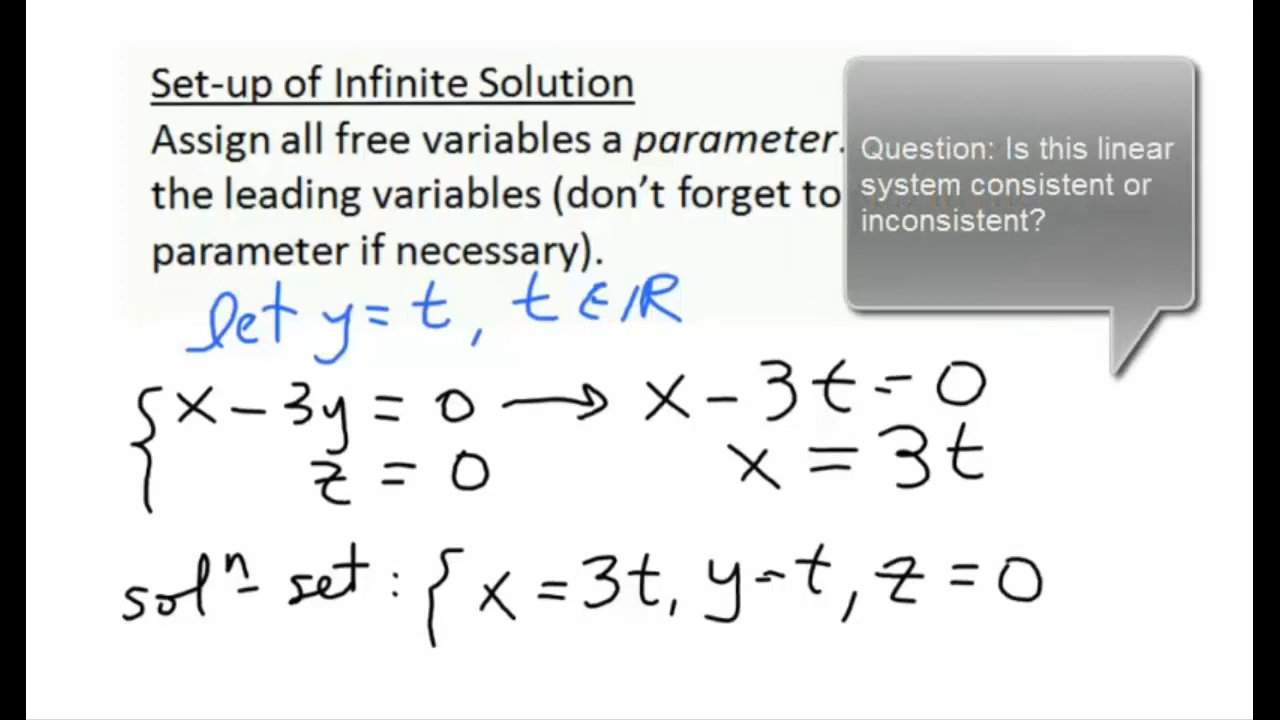 Set-up of Infinite Solution
Assign all free variables a parameter.
the leading variables (don't forget to
parameter if necessary).
Question: Is this linear
system consistent or
inconsistent?
let y = t, t ∈ ℝ
{ x - 3y = 0 → x - 3t = 0
z = 0 x = 3t
solⁿ set : { x = 3t, y = t, z = 0